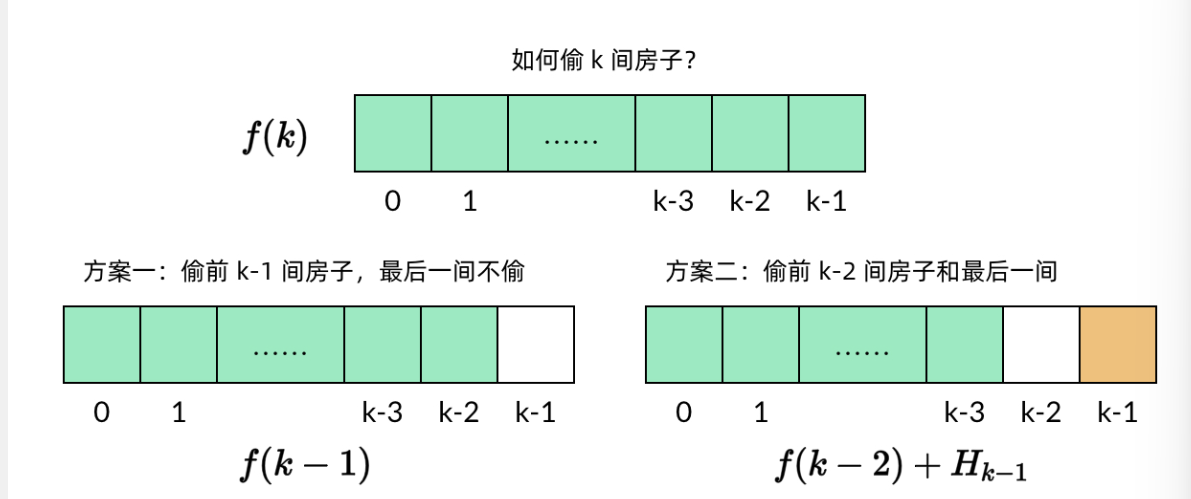 如何偷 k 间房子?
f(k)
......
0 1 k-3 k-2 k-1
方案一：偷前 k-1 间房子，最后一间不偷
......
0 1 k-3 k-2 k-1
f(k − 1)
方案二：偷前 k-2 间房子和最后一间
......
0 1 k-3 k-2 k-1
f(k − 2) + Hₖ₋₁